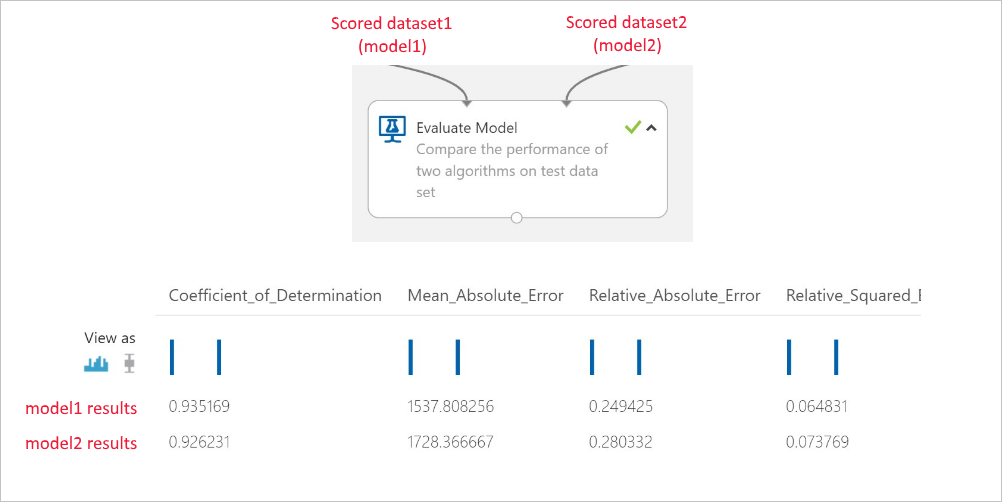 Scored dataset1
(model1)
Scored dataset2
(model2)
Evaluate Model
Compare the performance of
two algorithms on test data
set
Coefficient_of_Determination Mean_Absolute_Error Relative_Absolute_Error Relative_Squared_E
View as
model1 results 0.935169 1537.808256 0.249425 0.064831
model2 results 0.926231 1728.366667 0.280332 0.073769